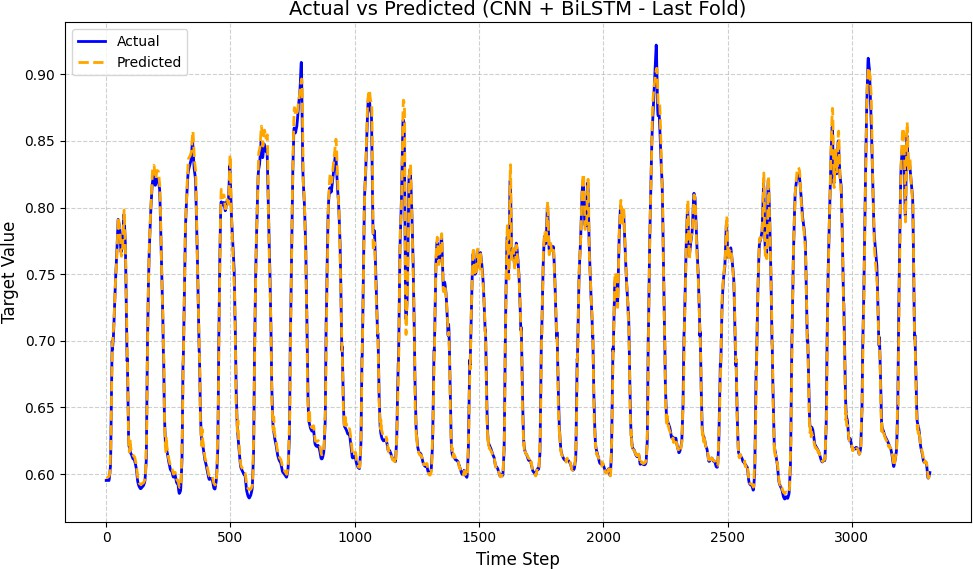 Actual vs Predicted (CNN + BiLSTM - Last Fold)
Actual
Predicted
Target Value
0.90
0.85
0.80
0.75
0.70
0.65
0.60
0 500 1000 1500 2000 2500 3000
Time Step